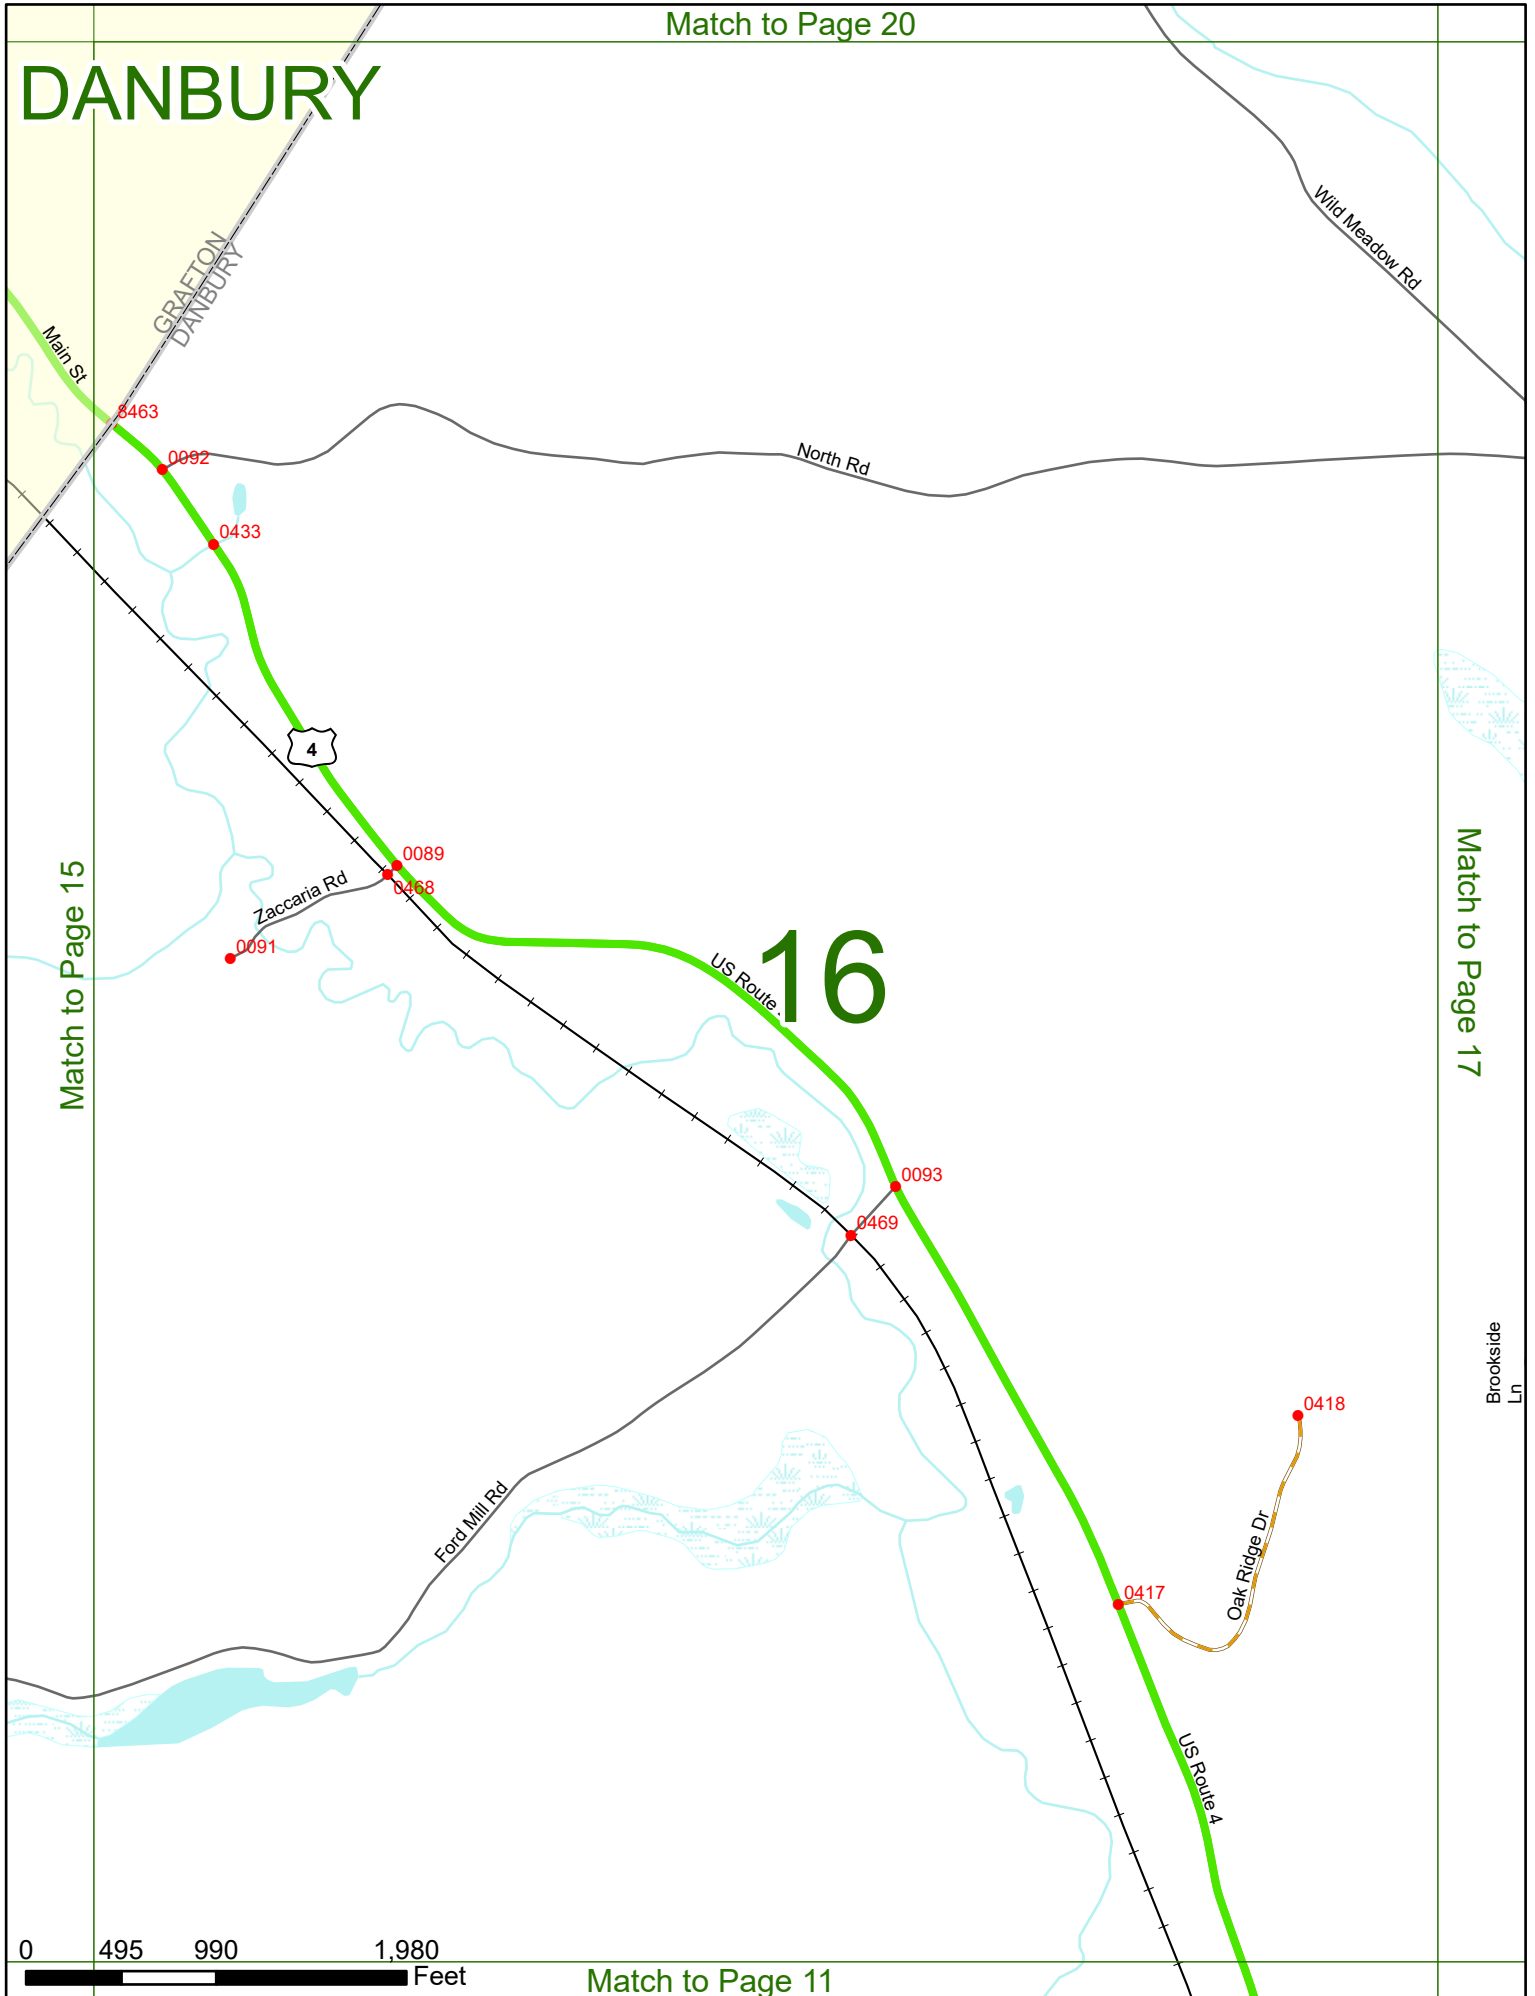 Match to Page 20
DANBURY
Wild Meadow Rd
GRAFTON
DANBURY
Main St
8463
0092
North Rd
0433
4
0089
0468
Zaccaria Rd
0091
Match to Page 15
Match to Page 17
US Route
16
0093
0469
Brookside
Ln
0418
Ford Mill Rd
Oak Ridge Dr
0417
US Route 4
0 495 990 1,980
Feet
Match to Page 11